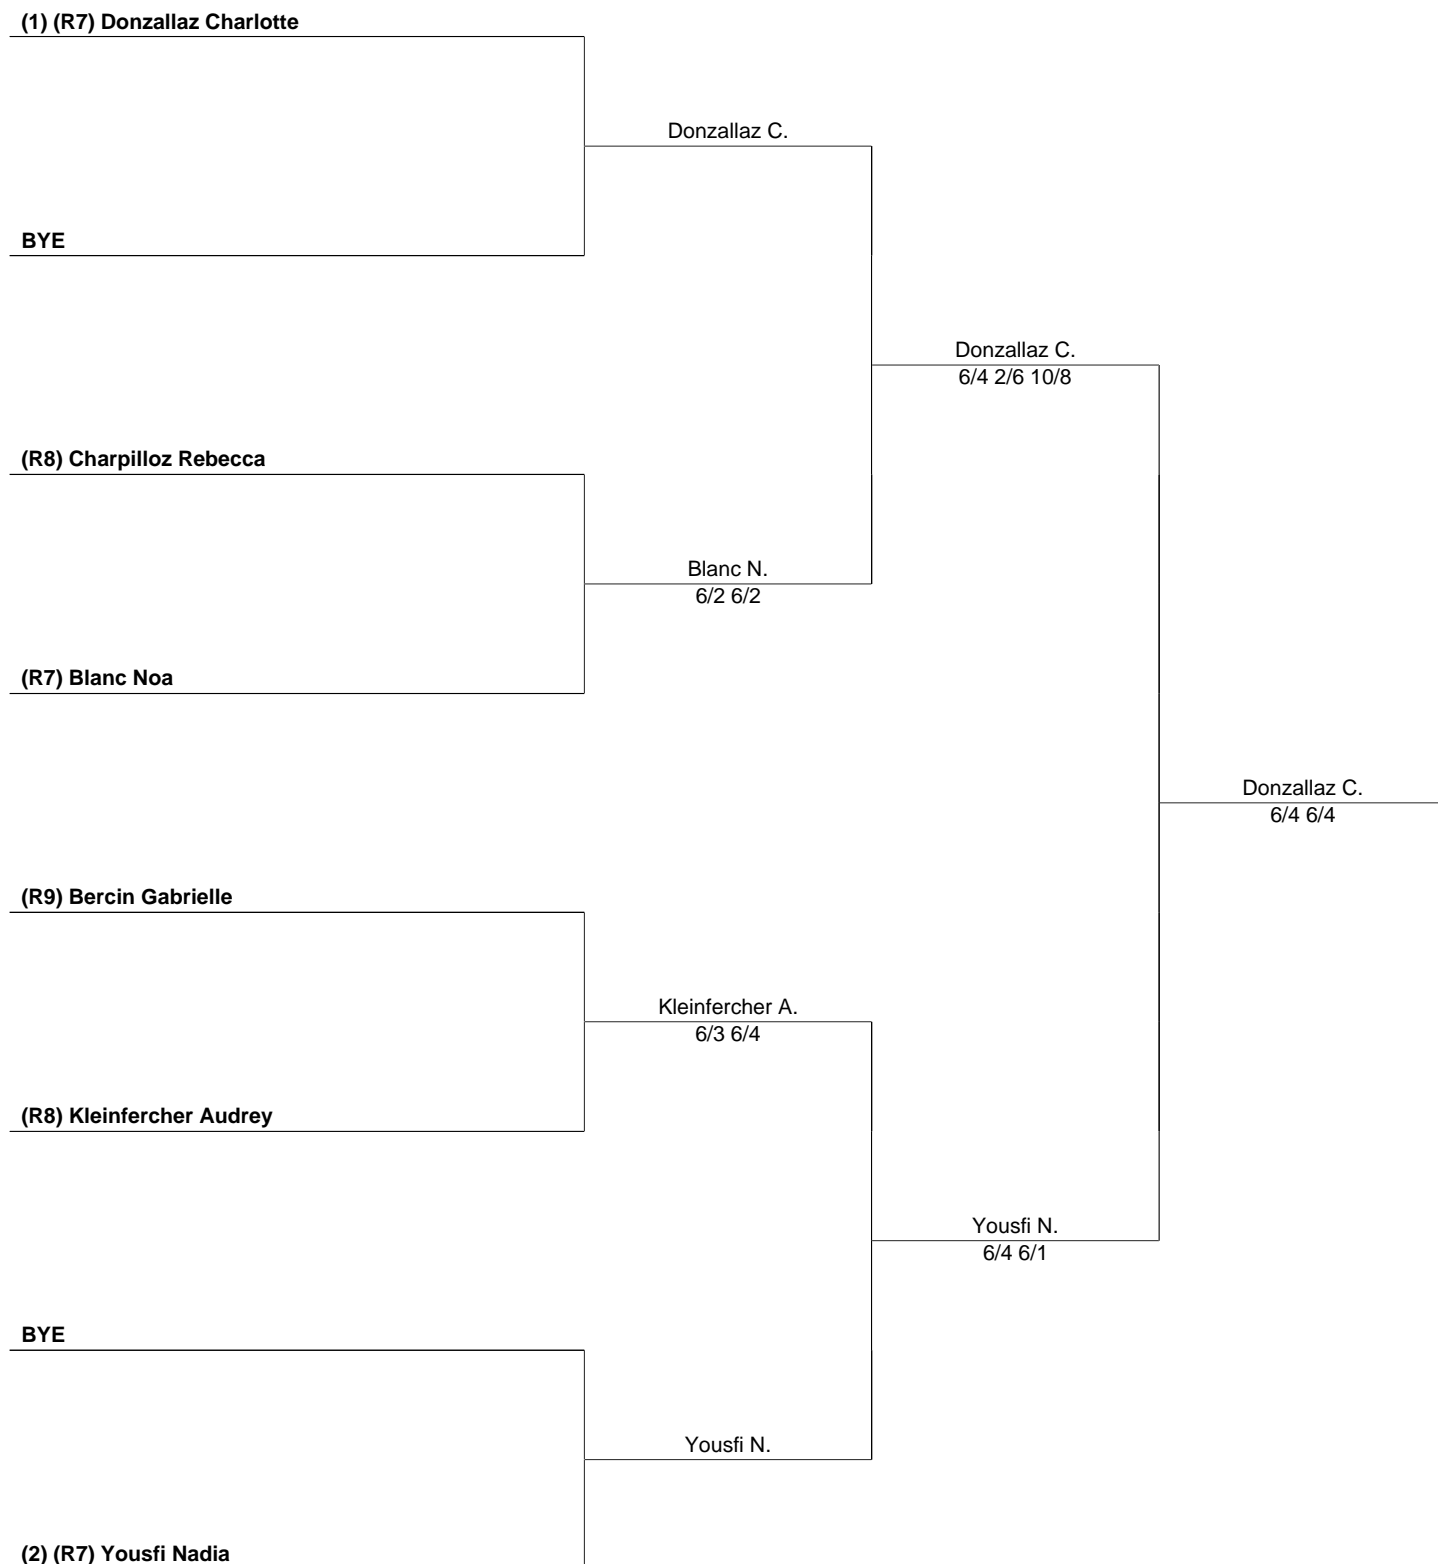 (1) (R7) Donzallaz Charlotte
Donzallaz C.
BYE
Donzallaz C.
6/4 2/6 10/8
(R8) Charpilloz Rebecca
Blanc N.
6/2 6/2
(R7) Blanc Noa
Donzallaz C.
6/4 6/4
(R9) Bercin Gabrielle
Kleinfercher A.
6/3 6/4
(R8) Kleinfercher Audrey
Yousfi N.
6/4 6/1
BYE
Yousfi N.
(2) (R7) Yousfi Nadia